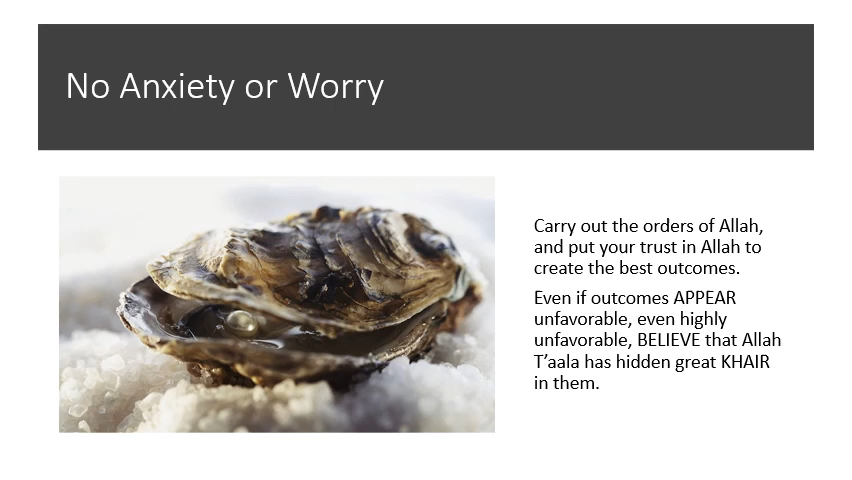 No Anxiety or Worry
Carry out the orders of Allah,
and put your trust in Allah to
create the best outcomes.
Even if outcomes APPEAR
unfavorable, even highly
unfavorable, BELIEVE that Allah
T’aala has hidden great KHAIR
in them.